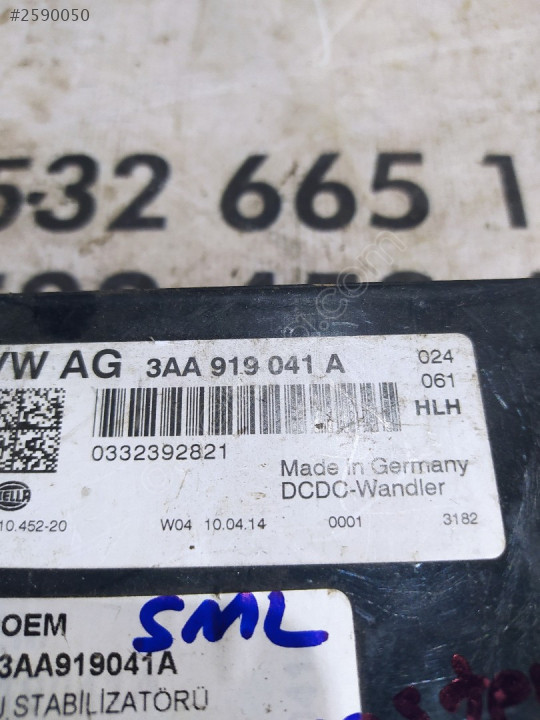 #2590050
532 665 1
VW AG 3AA 919 041 A
024
061
HLH
0332392821
Made in Germany
DCDC-Wandler
HELLA
10.452-20 W04 10.04.14 0001 3182
OEM
SML
3AA919041A
STABİLİZATÖRÜ